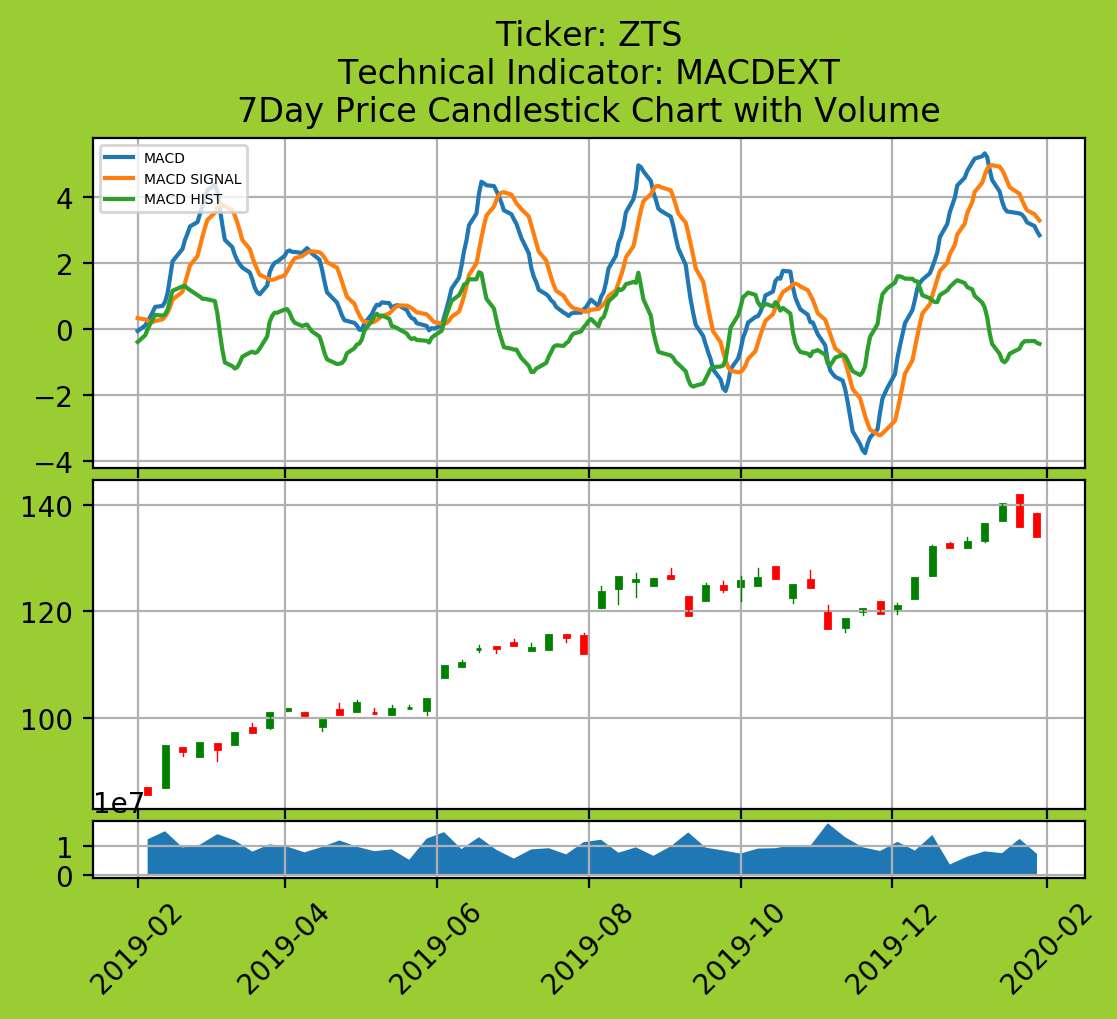 Ticker: ZTS
Technical Indicator: MACDEXT
7Day Price Candlestick Chart with Volume
MACD
MACD SIGNAL
MACD HIST
4
2
0
−2
−4
140
120
100
1e7
1
0
2019-02
2019-04
2019-06
2019-08
2019-10
2019-12
2020-02